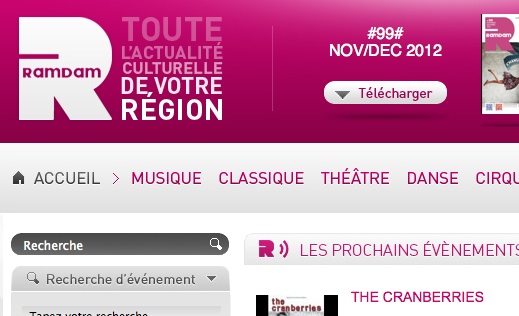 RAMDAM
TOUTE
L'ACTUALITÉ
CULTURELLE
DE VOTRE
RÉGION
#99#
NOV/DEC 2012
Télécharger
ACCUEIL > MUSIQUE CLASSIQUE THÉÂTRE DANSE CIRQU
Recherche
Recherche d'événement
Tapez votre recherche
LES PROCHAINS ÉVÈNEMENTS
the cranberries
THE CRANBERRIES